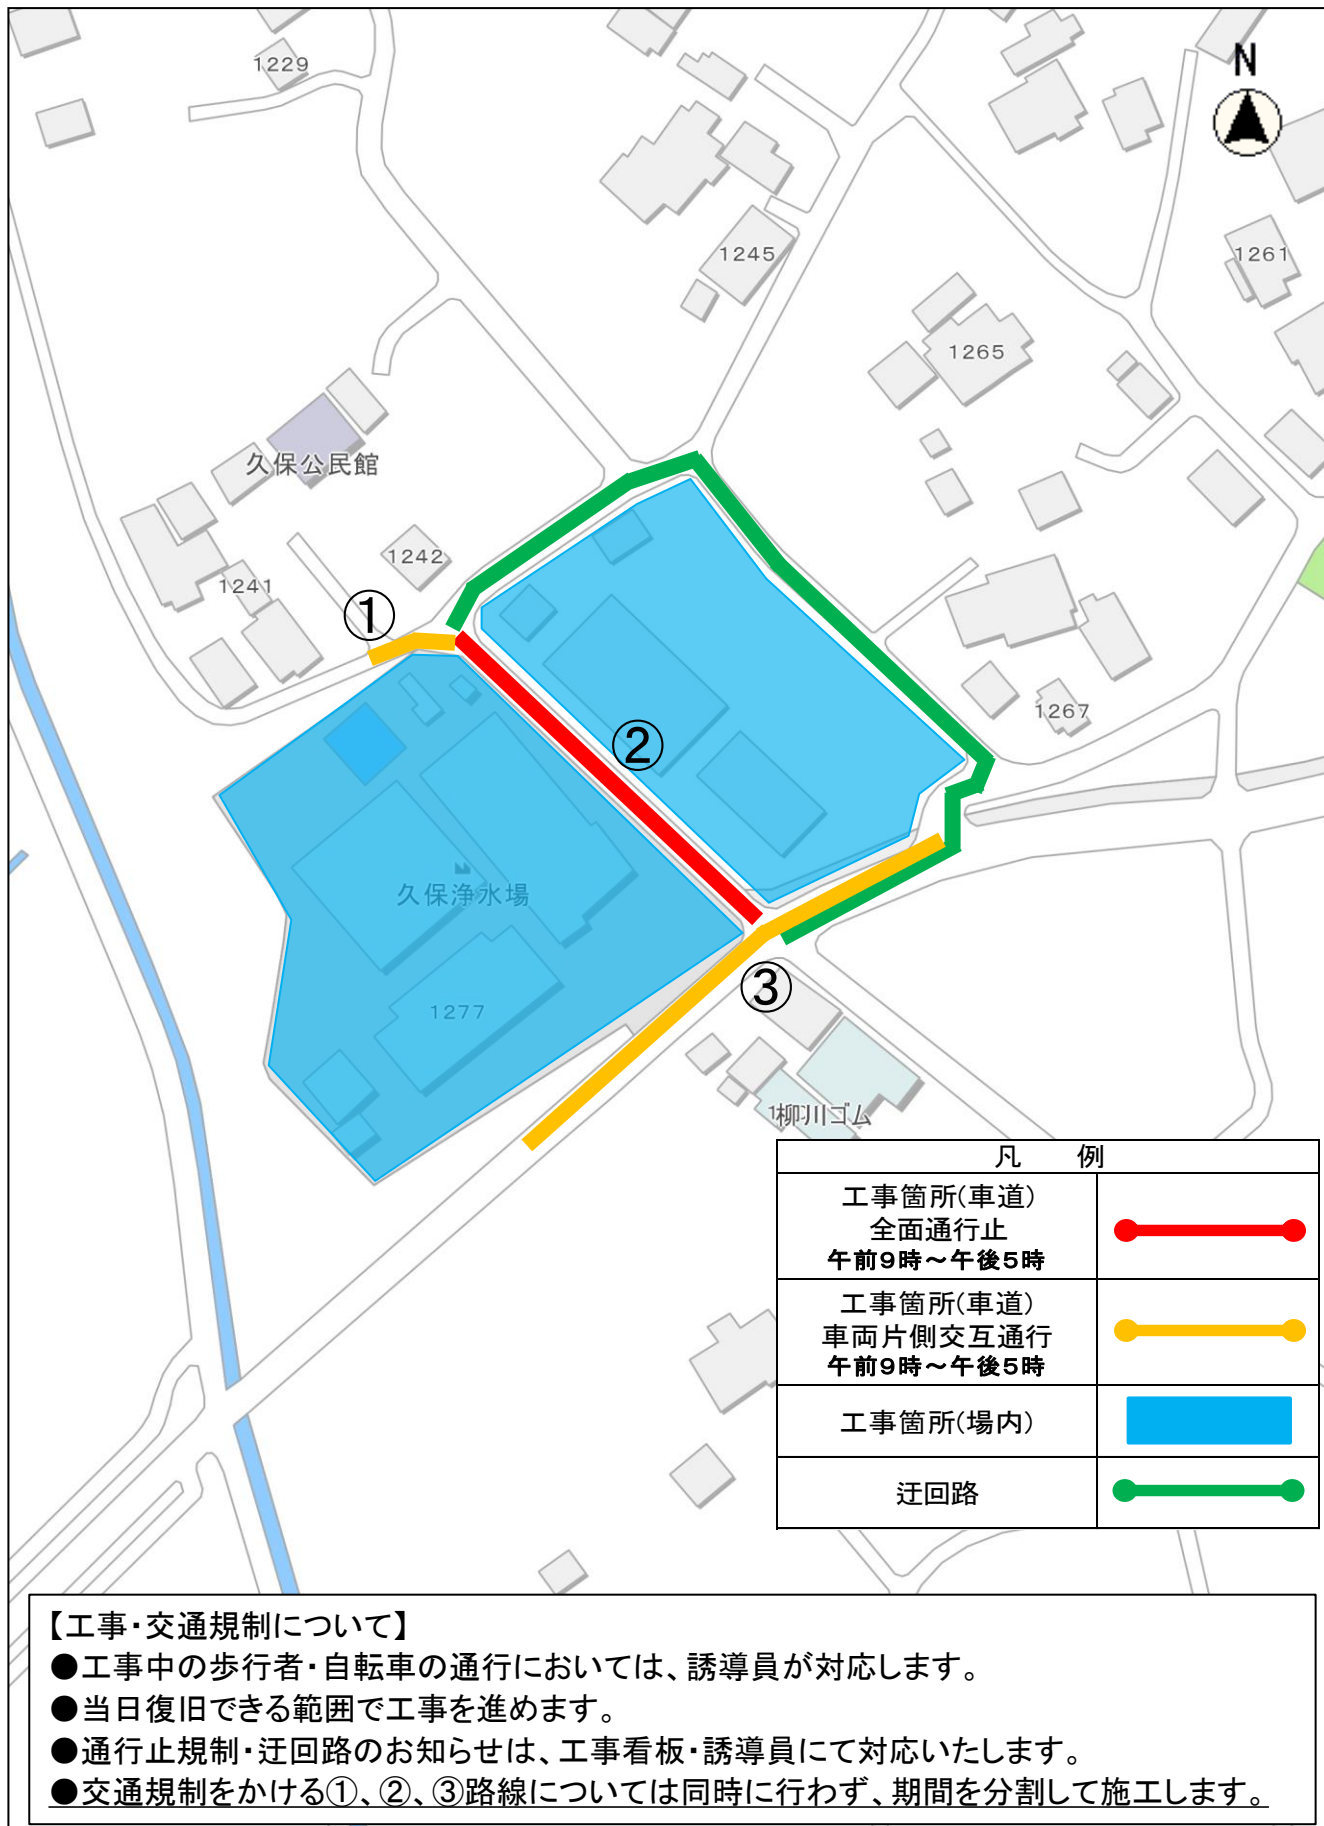 N
1229
1245
1261
1265
久保公民館
1242
1241
①
1267
②
久保浄水場
1277
③
柳川ゴム
凡　例
工事箇所(車道)
全面通行止
午前9時～午後5時
工事箇所(車道)
車両片側交互通行
午前9時～午後5時
工事箇所(場内)
迂回路
【工事・交通規制について】
●工事中の歩行者・自転車の通行においては、誘導員が対応します。
●当日復旧できる範囲で工事を進めます。
●通行止規制・迂回路のお知らせは、工事看板・誘導員にて対応いたします。
●交通規制をかける①、②、③路線については同時に行わず、期間を分割して施工します。